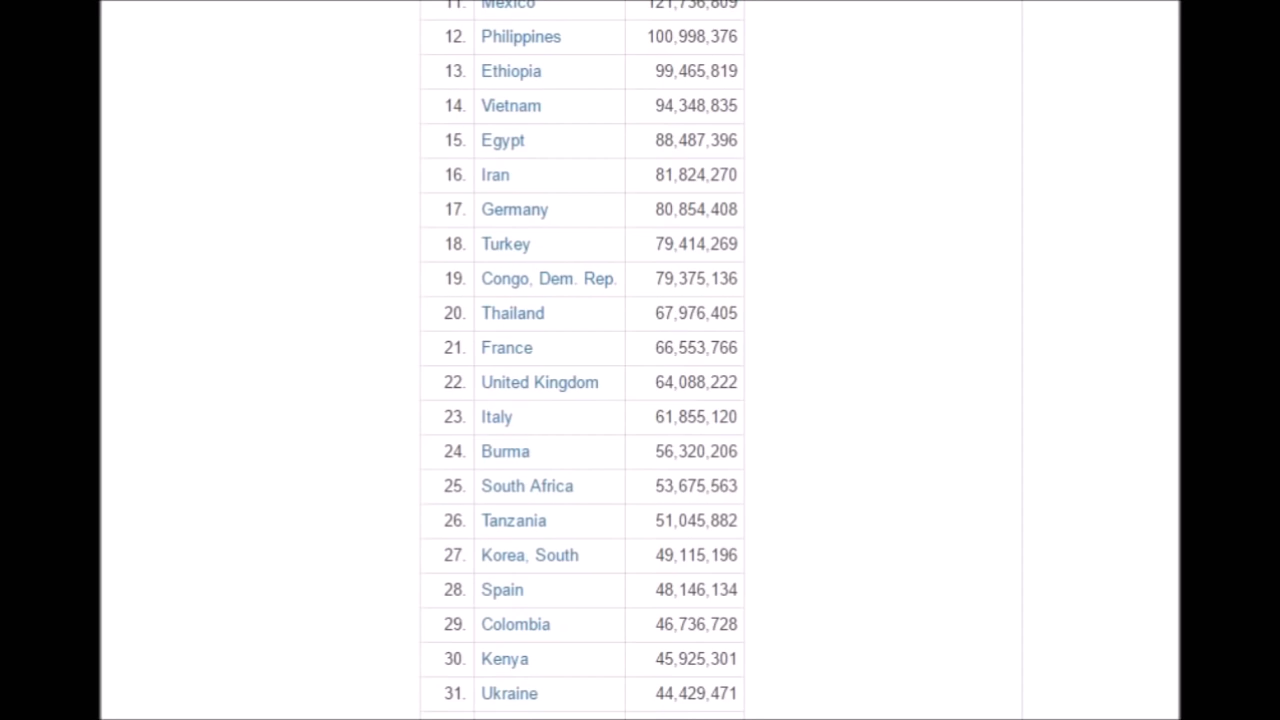 11. Mexico 121,736,809
12. Philippines 100,998,376
13. Ethiopia 99,465,819
14. Vietnam 94,348,835
15. Egypt 88,487,396
16. Iran 81,824,270
17. Germany 80,854,408
18. Turkey 79,414,269
19. Congo, Dem. Rep. 79,375,136
20. Thailand 67,976,405
21. France 66,553,766
22. United Kingdom 64,088,222
23. Italy 61,855,120
24. Burma 56,320,206
25. South Africa 53,675,563
26. Tanzania 51,045,882
27. Korea, South 49,115,196
28. Spain 48,146,134
29. Colombia 46,736,728
30. Kenya 45,925,301
31. Ukraine 44,429,471